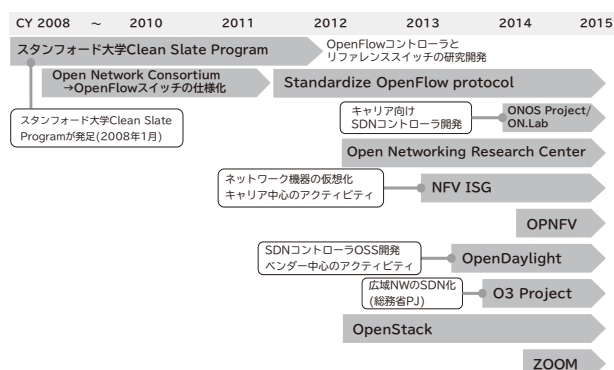 CY 2008 ～ 2010 2011 2012 2013 2014 2015
スタンフォード大学Clean Slate Program
OpenFlowコントローラと
リファレンススイッチの研究開発
Open Network Consortium
→OpenFlowスイッチの仕様化
Standardize OpenFlow protocol
スタンフォード大学Clean Slate
Programが発足(2008年1月)
キャリア向け
SDNコントローラ開発
ONOS Project/
ON.Lab
Open Networking Research Center
ネットワーク機器の仮想化
キャリア中心のアクティビティ
NFV ISG
OPNFV
SDNコントローラOSS開発
ベンダー中心のアクティビティ
OpenDaylight
広域NWのSDN化
(総務省PJ)
O3 Project
OpenStack
ZOOM